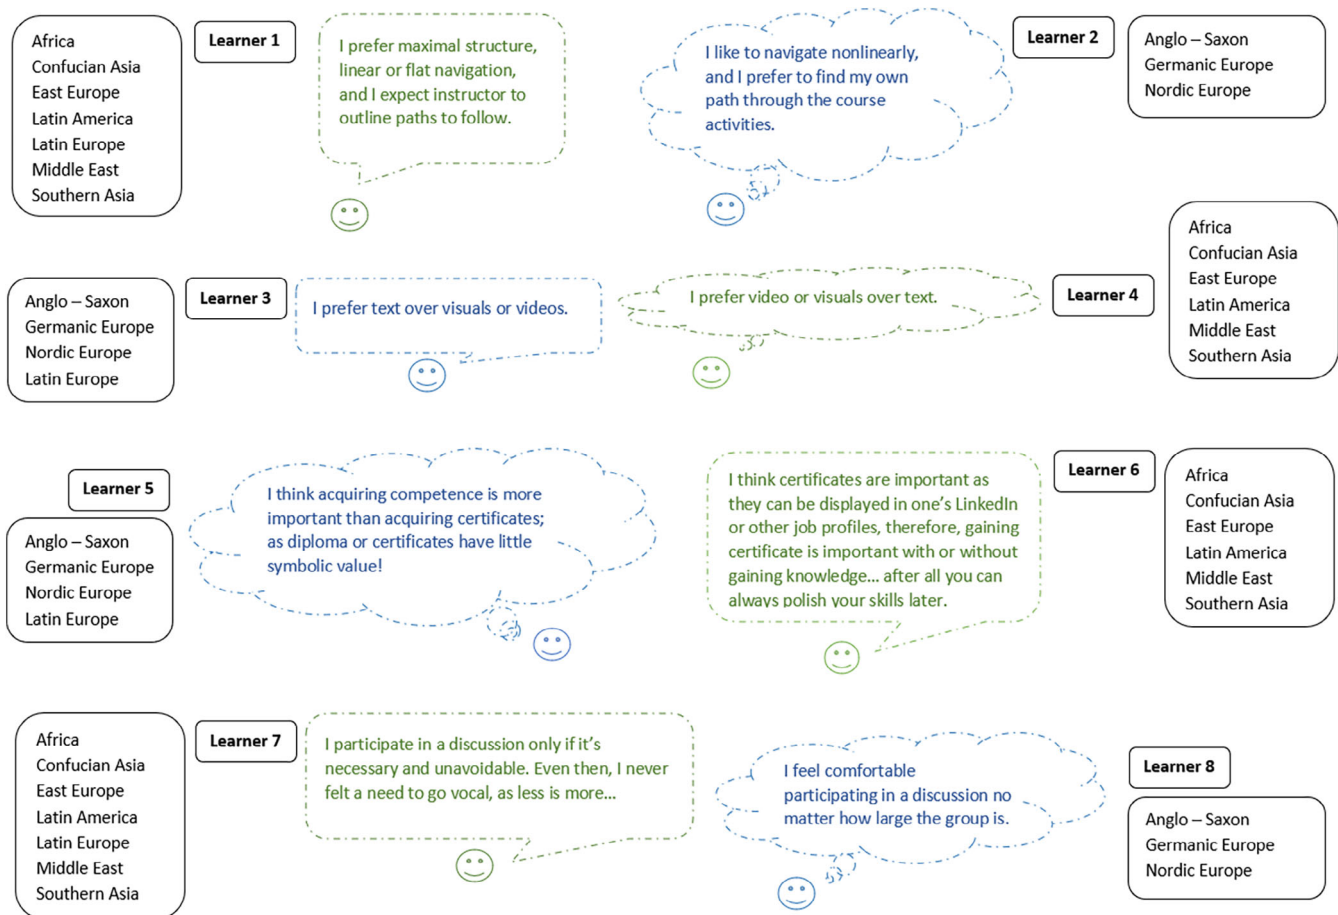 Africa
Confucian Asia
East Europe
Latin America
Latin Europe
Middle East
Southern Asia
Learner 1
I prefer maximal structure,
linear or flat navigation,
and I expect instructor to
outline paths to follow.
I like to navigate nonlinearly,
and I prefer to find my own
path through the course
activities.
Learner 2
Anglo – Saxon
Germanic Europe
Nordic Europe
Anglo – Saxon
Germanic Europe
Nordic Europe
Latin Europe
Learner 3
I prefer text over visuals or videos.
I prefer video or visuals over text.
Learner 4
Africa
Confucian Asia
East Europe
Latin America
Middle East
Southern Asia
Learner 5
Anglo – Saxon
Germanic Europe
Nordic Europe
Latin Europe
I think acquiring competence is more
important than acquiring certificates;
as diploma or certificates have little
symbolic value!
I think certificates are important as
they can be displayed in one's LinkedIn
or other job profiles, therefore, gaining
certificate is important with or without
gaining knowledge... after all you can
always polish your skills later.
Learner 6
Africa
Confucian Asia
East Europe
Latin America
Middle East
Southern Asia
Africa
Confucian Asia
East Europe
Latin America
Latin Europe
Middle East
Southern Asia
Learner 7
I participate in a discussion only if it's
necessary and unavoidable. Even then, I never
felt a need to go vocal, as less is more...
I feel comfortable
participating in a discussion no
matter how large the group is.
Learner 8
Anglo – Saxon
Germanic Europe
Nordic Europe